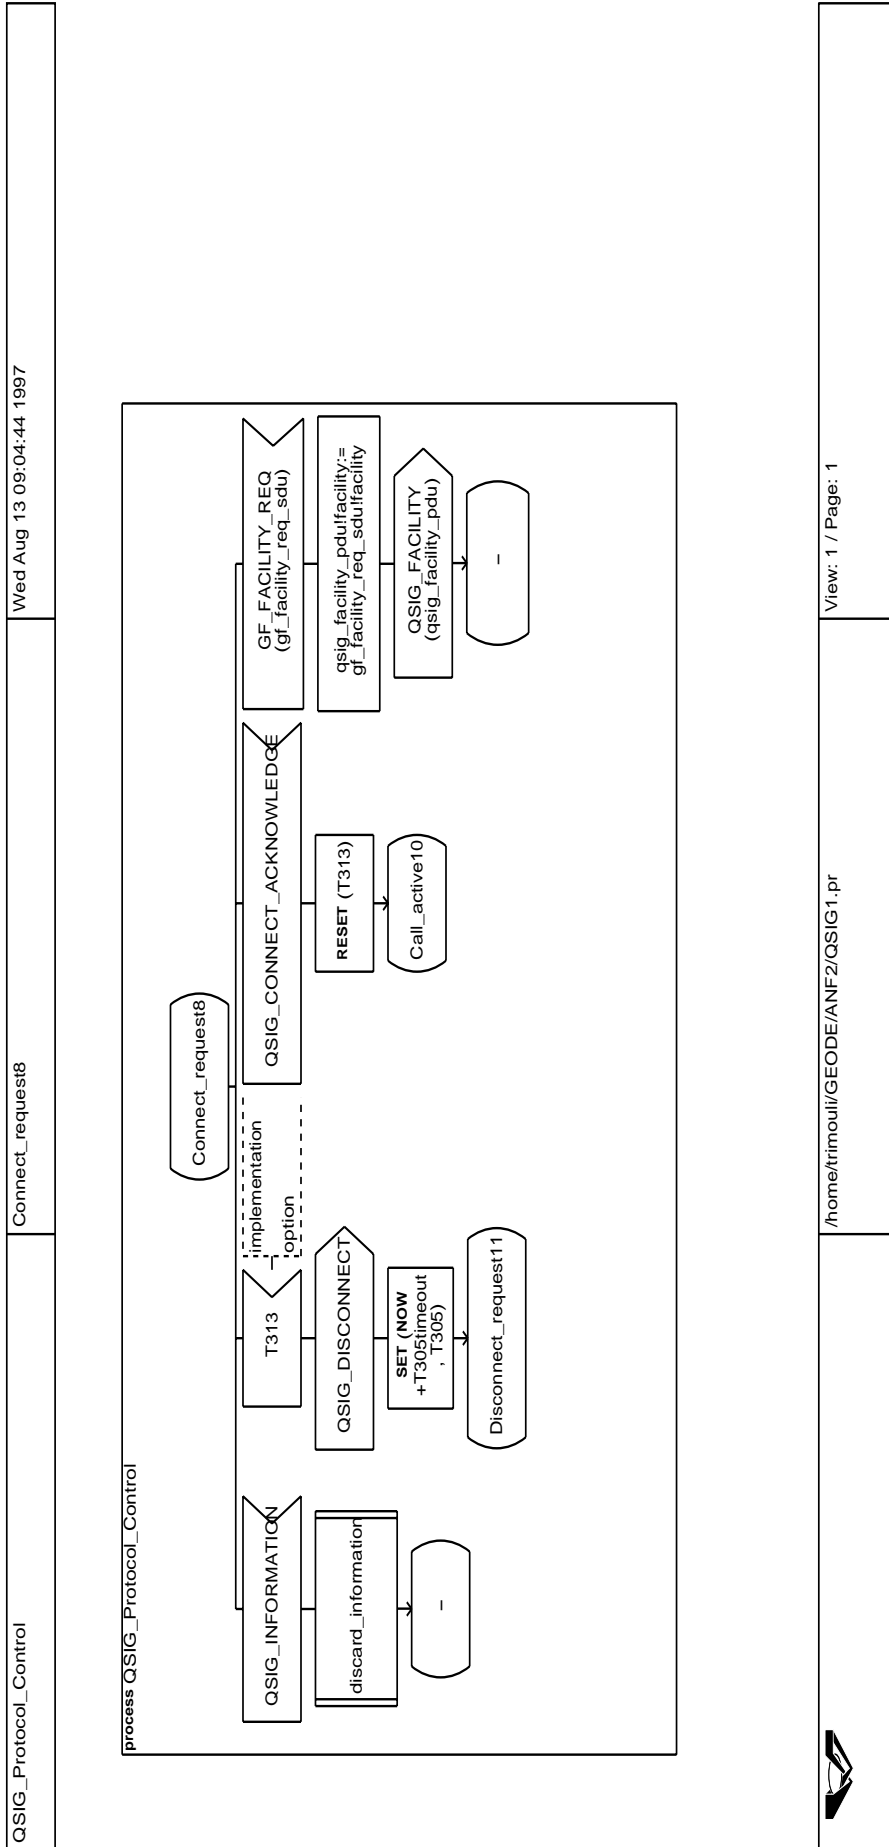 QSIG_Protocol_Control
Connect_request8
Wed Aug 13 09:04:44 1997
process QSIG_Protocol_Control
Connect_request8
QSIG_INFORMATION
discard_information
–
T313
implementation
option
QSIG_DISCONNECT
SET (NOW
+T305timeout
, T305)
Disconnect_request11
QSIG_CONNECT_ACKNOWLEDGE
RESET (T313)
Call_active10
GF_FACILITY_REQ
(gf_facility_req_sdu)
qsig_facility_pdu!facility:=
gf_facility_req_sdu!facility
QSIG_FACILITY
(qsig_facility_pdu)
–
/home/trimouli/GEODE/ANF2/QSIG1.pr
View: 1 / Page: 1